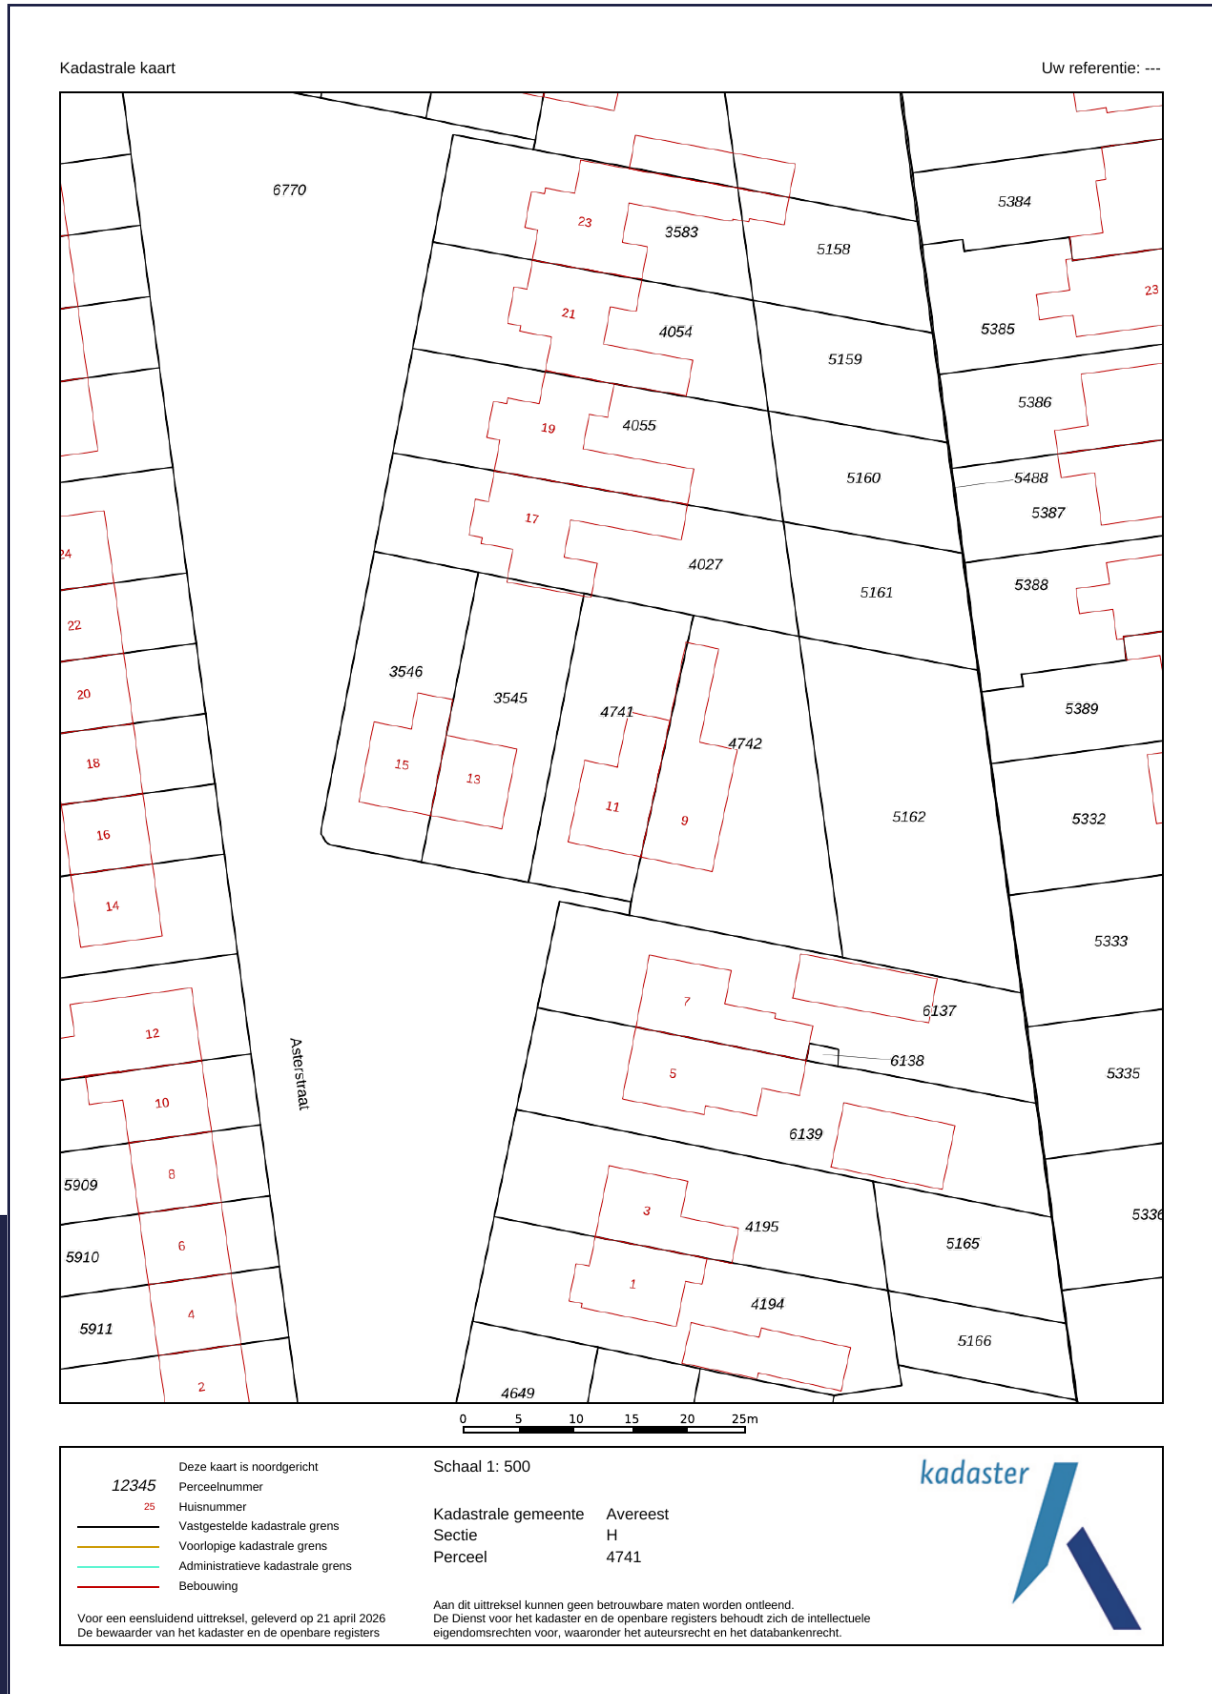 Kadastrale kaart
Uw referentie: ---
6770
5384
23
3583
5158
23
21
4054
5385
5159
5386
19
4055
5160
5488
5387
17
4027
24
5388
5161
22
3546
20
3545
5389
4741
4742
18
15
13
11
9
5162
5332
16
14
5333
7
6137
12
Asterstraat
6138
5
5335
10
6139
8
5909
3
4195
5336
5165
6
5910
1
4194
4
5911
5166
2
4649
0 5 10 15 20 25m
Deze kaart is noordgericht
12345 Perceelnummer
25 Huisnummer
Vastgestelde kadastrale grens
Voorlopige kadastrale grens
Administratieve kadastrale grens
Bebouwing
Voor een eensluidend uittreksel, geleverd op 21 april 2026
De bewaarder van het kadaster en de openbare registers
Schaal 1: 500
Kadastrale gemeente Avereest
Sectie H
Perceel 4741
Aan dit uittreksel kunnen geen betrouwbare maten worden ontleend.
De Dienst voor het kadaster en de openbare registers behoudt zich de intellectuele
eigendomsrechten voor, waaronder het auteursrecht en het databankenrecht.
kadaster